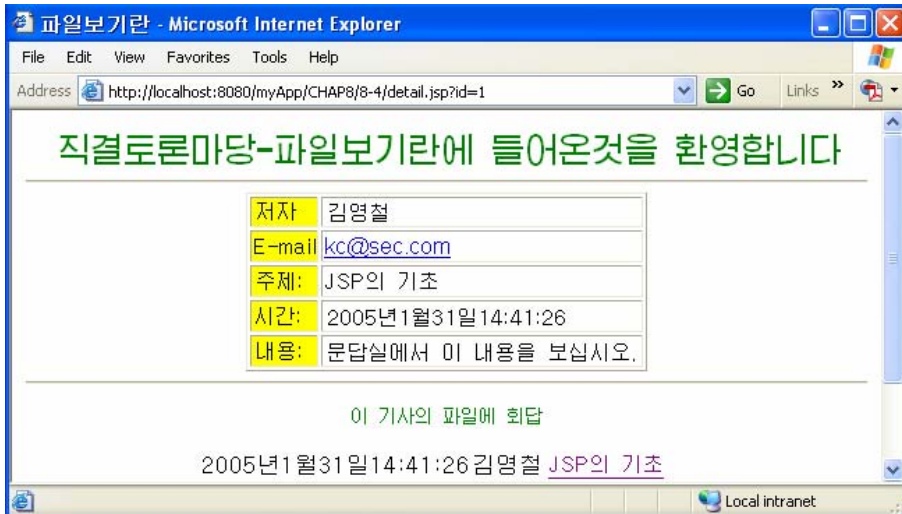 파일보기란 - Microsoft Internet Explorer
File Edit View Favorites Tools Help
Address http://localhost:8080/myApp/CHAP8/8-4/detail.jsp?id=1 Go Links »
직결토론마당-파일보기란에 들어온것을 환영합니다
저자 김영철
E-mail kc@sec.com
주제: JSP의 기초
시간: 2005년1월31일14:41:26
내용: 문답실에서 이 내용을 보십시오.
이 기사의 파일에 회답
2005년1월31일14:41:26김영철 JSP의 기초
Local intranet